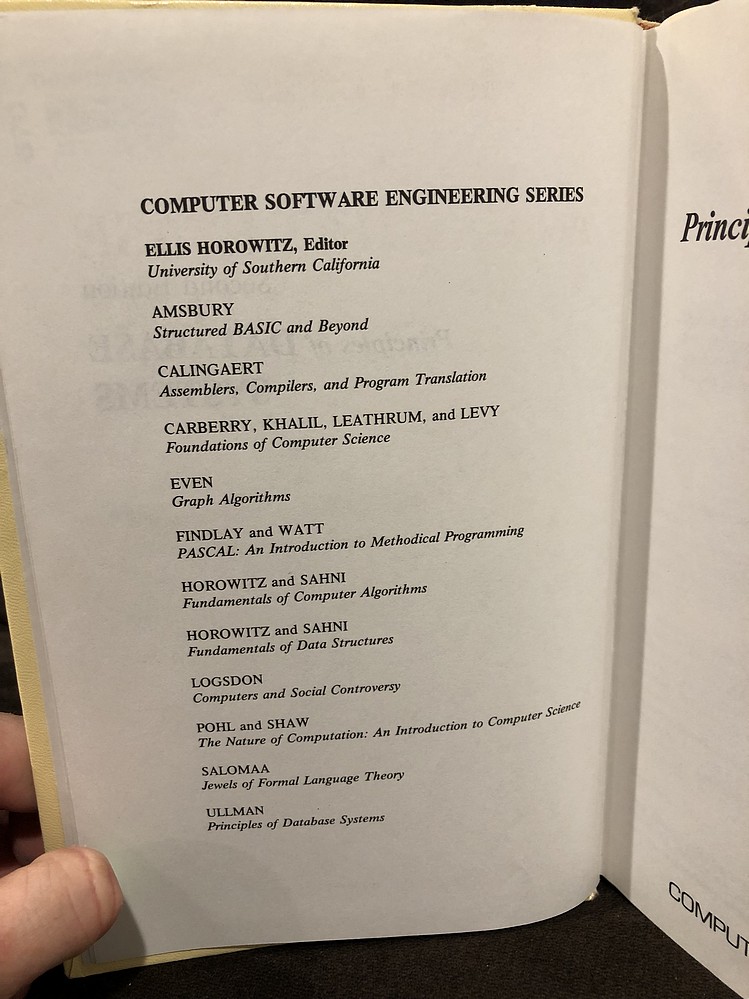 COMPUTER SOFTWARE ENGINEERING SERIES
ELLIS HOROWITZ, Editor
University of Southern California
AMSBURY
Structured BASIC and Beyond
CALINGAERT
Assemblers, Compilers, and Program Translation
CARBERRY, KHALIL, LEATHRUM, and LEVY
Foundations of Computer Science
EVEN
Graph Algorithms
FINDLAY and WATT
PASCAL: An Introduction to Methodical Programming
HOROWITZ and SAHNI
Fundamentals of Computer Algorithms
HOROWITZ and SAHNI
Fundamentals of Data Structures
LOGSDON
Computers and Social Controversy
POHL and SHAW
The Nature of Computation: An Introduction to Computer Science
SALOMAA
Jewels of Formal Language Theory
ULLMAN
Principles of Database Systems
Princi
COMPUT